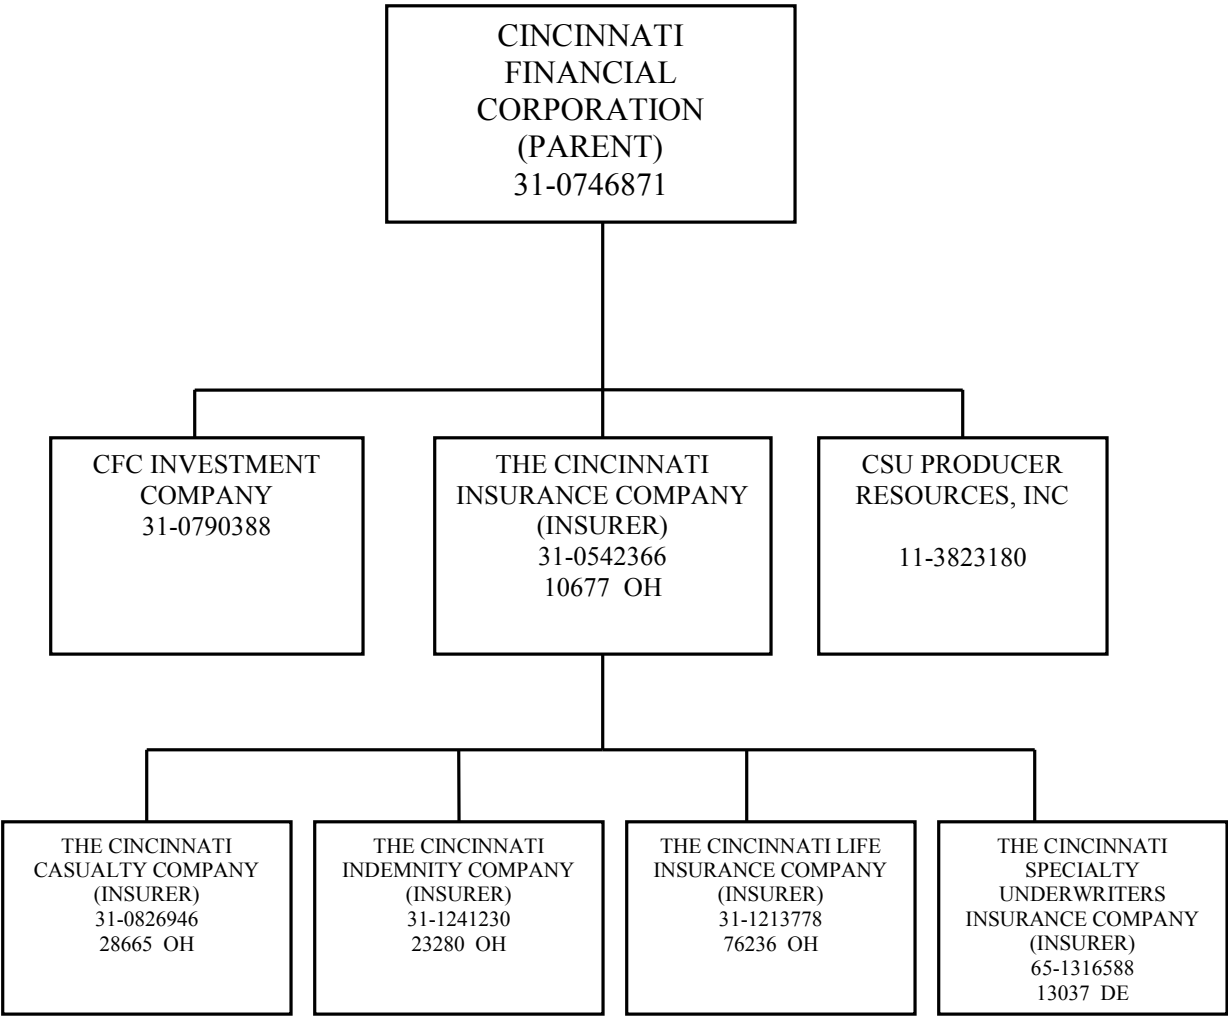 CINCINNATI
FINANCIAL
CORPORATION
(PARENT)
31-0746871
CFC INVESTMENT
COMPANY
31-0790388
THE CINCINNATI
INSURANCE COMPANY
(INSURER)
31-0542366
10677 OH
CSU PRODUCER
RESOURCES, INC
11-3823180
THE CINCINNATI
CASUALTY COMPANY
(INSURER)
31-0826946
28665 OH
THE CINCINNATI
INDEMNITY COMPANY
(INSURER)
31-1241230
23280 OH
THE CINCINNATI LIFE
INSURANCE COMPANY
(INSURER)
31-1213778
76236 OH
THE CINCINNATI
SPECIALTY
UNDERWRITERS
INSURANCE COMPANY
(INSURER)
65-1316588
13037 DE